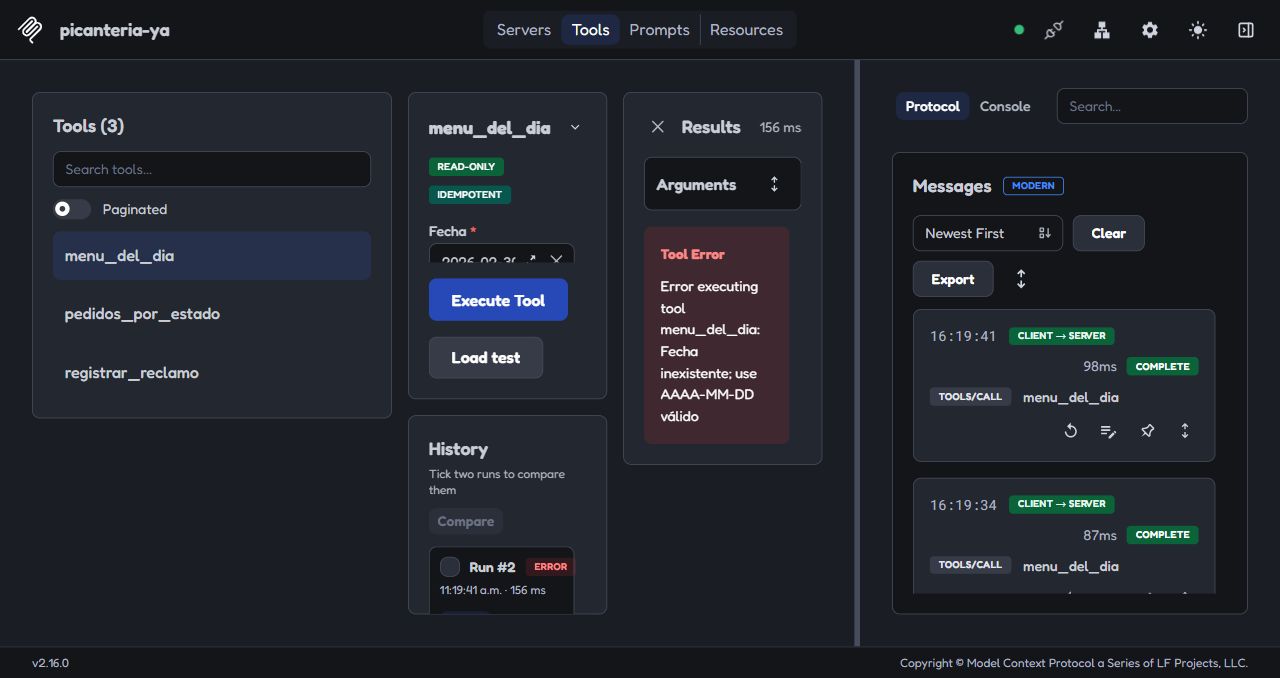 picanteria-ya
Servers
Tools
Prompts
Resources
Tools (3)
Search tools...
Paginated
menu_del_dia
pedidos_por_estado
registrar_reclamo
menu_del_dia
READ-ONLY
IDEMPOTENT
Fecha *
Execute Tool
Load test
History
Tick two runs to compare
them
Compare
Run #2 ERROR
11:19:41 a.m. · 156 ms
Results 156 ms
Arguments
Tool Error
Error executing
tool
menu_del_dia:
Fecha
inexistente; use
AAAA-MM-DD
válido
Protocol
Console
Search...
Messages MODERN
Newest First
Clear
Export
16:19:41 CLIENT → SERVER
98ms COMPLETE
TOOLS/CALL menu_del_dia
16:19:34 CLIENT → SERVER
87ms COMPLETE
TOOLS/CALL menu_del_dia
v2.16.0
Copyright © Model Context Protocol a Series of LF Projects, LLC.